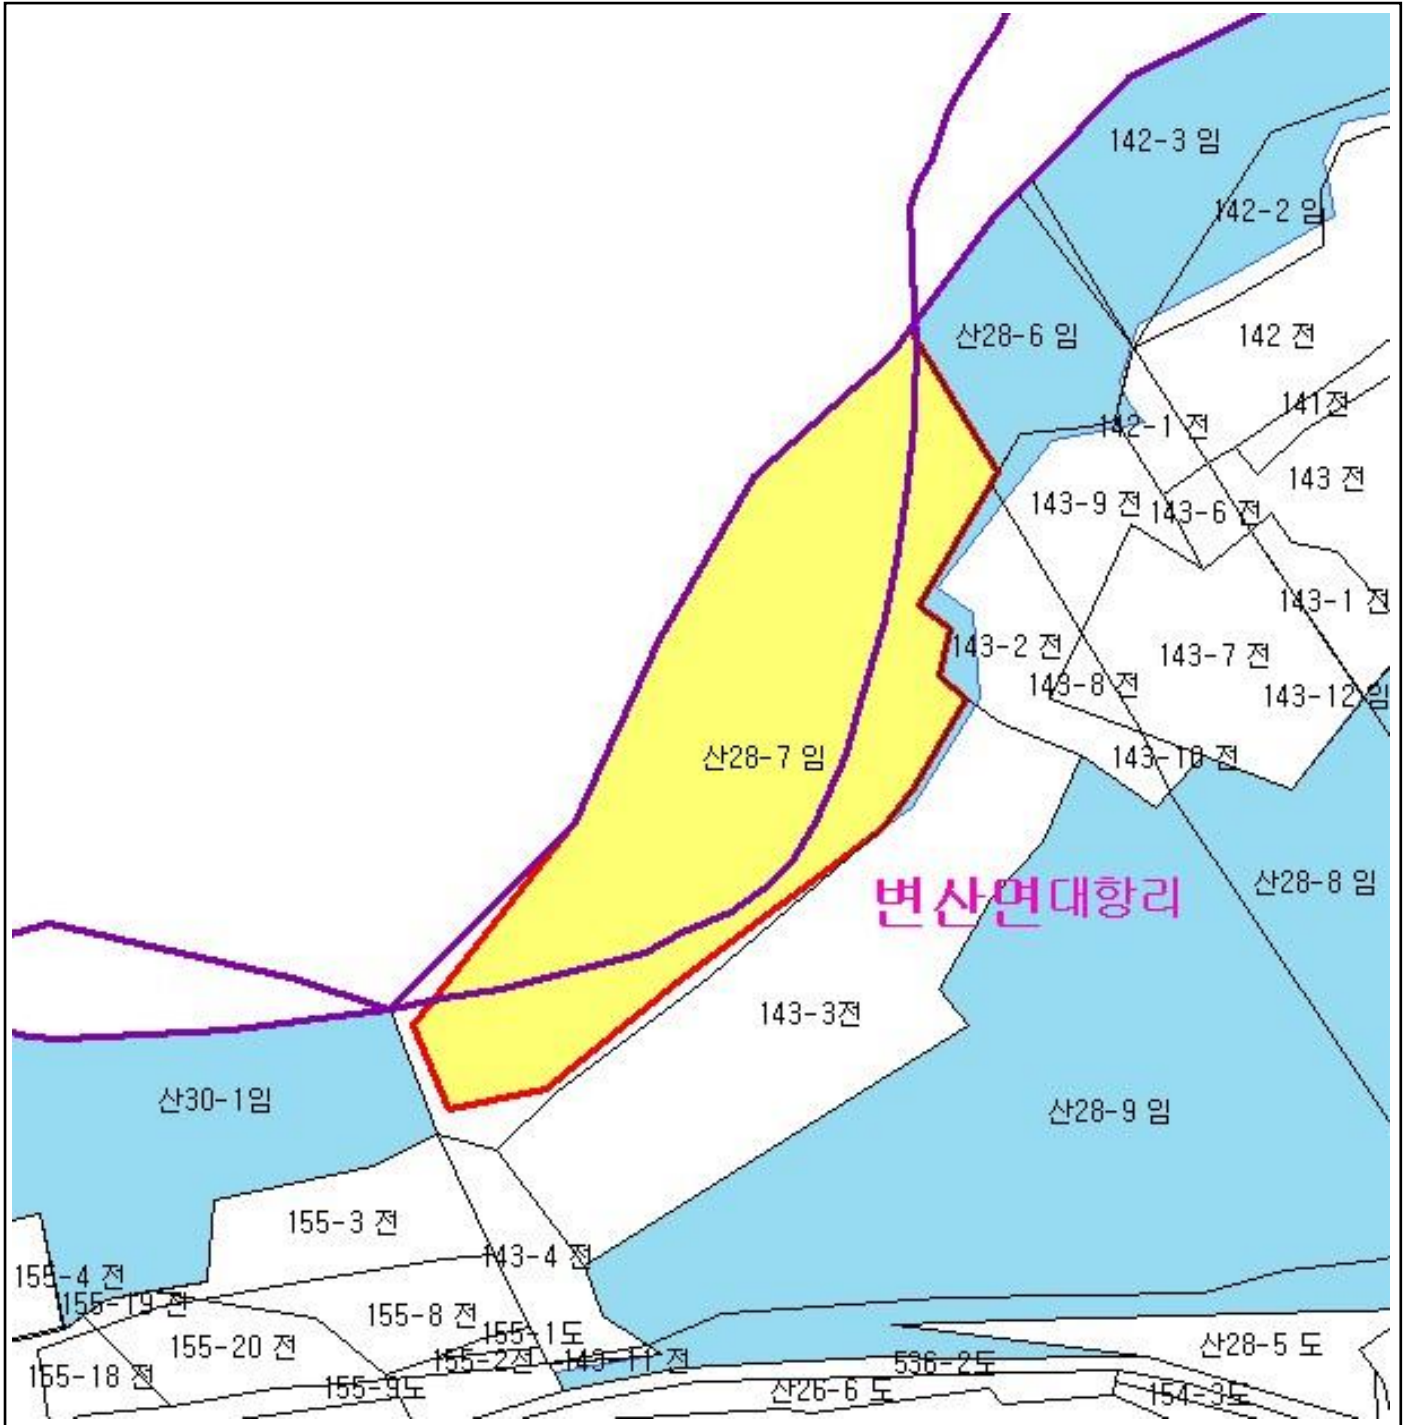 142-3 임
142-2 임
산28-6 임
142 전
141전
142-1 전
143 전
143-9 전
143-6 전
143-1 전
143-2 전
143-7 전
143-8 전
143-12 임
산28-7 임
143-10 전
변산면대항리
산28-8 임
143-3전
산30-1임
산28-9 임
155-3 전
143-4 전
155-4 전
155-19 전
155-8 전
155-1도
155-20 전
산28-5 도
155-2전
143-11 전
536-2도
155-18 전
155-9도
산26-6 도
154-3도